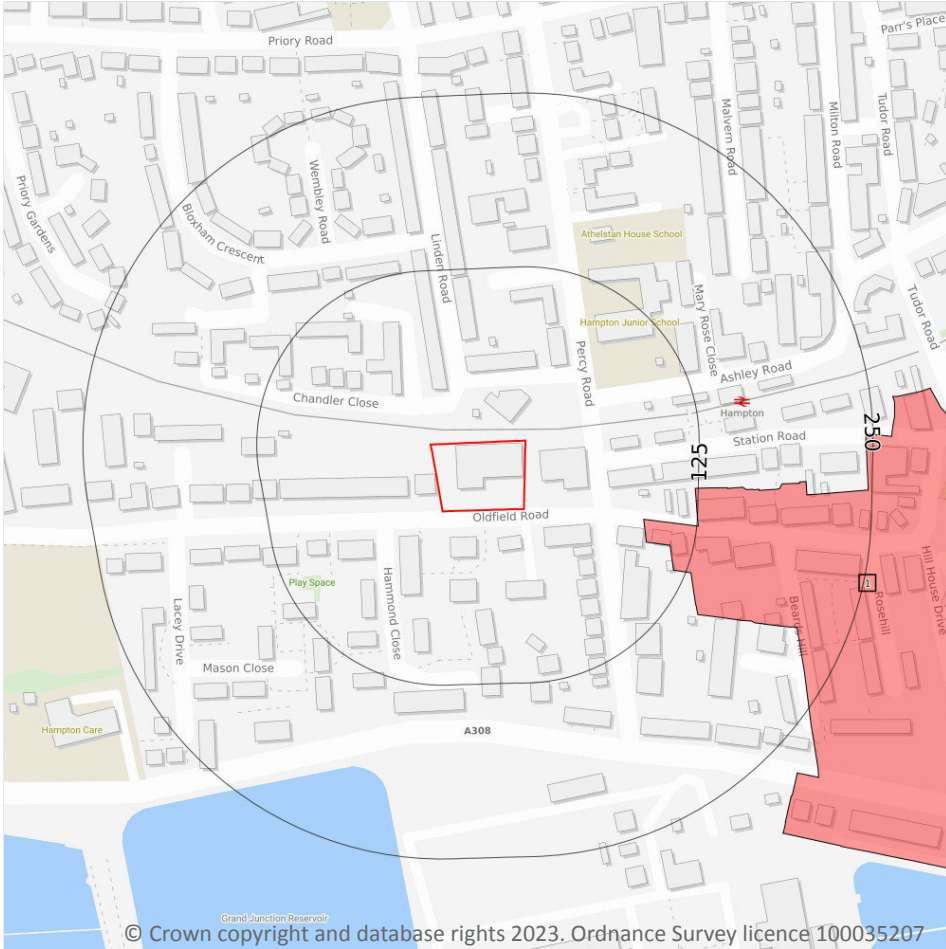 Priory Road
Parr's Place
Tudor Road
Milton Road
Malvern Road
Wembley Road
Priory Gardens
Bloxham Crescent
Linden Road
Athelstan House School
Mary Rose Close
Hampton Junior School
Tudor Road
Percy Road
Ashley Road
Chandler Close
Hampton
250
Station Road
125
Oldfield Road
Play Space
Hammond Close
Lacey Drive
Beards Hill
1
Rosehill
Hill House Drive
Mason Close
Hampton Care
A308
Grand Junction Reservoir
© Crown copyright and database rights 2023. Ordnance Survey licence 100035207